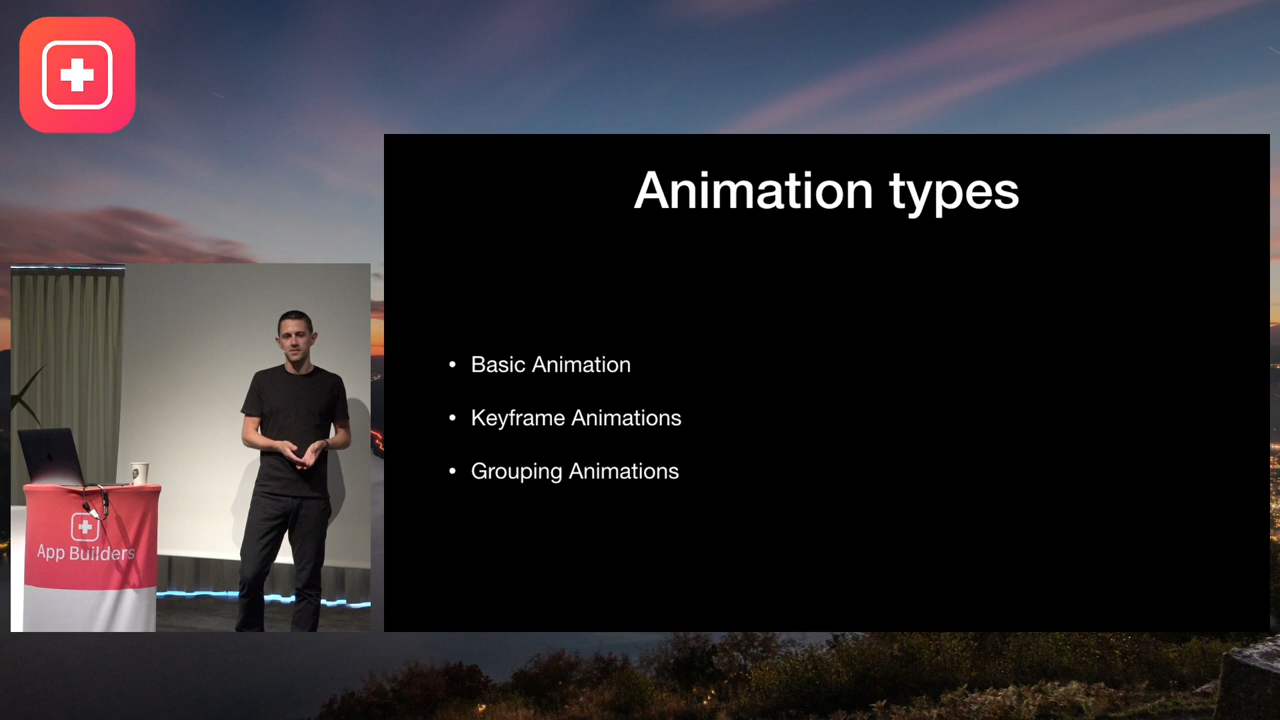 Animation types
• Basic Animation
• Keyframe Animations
• Grouping Animations
App Builders